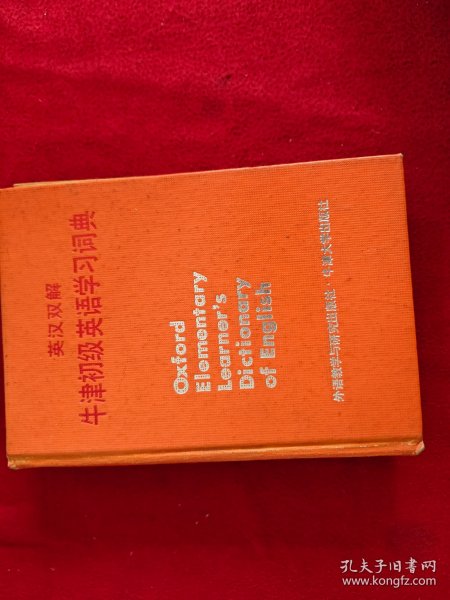 英汉双解
牛津初级英语学习词典
Oxford
Elementary
Learner's
Dictionary
of English
外语教学与研究出版社·牛津大学出版社
孔夫子旧书网
www.kongfz.com